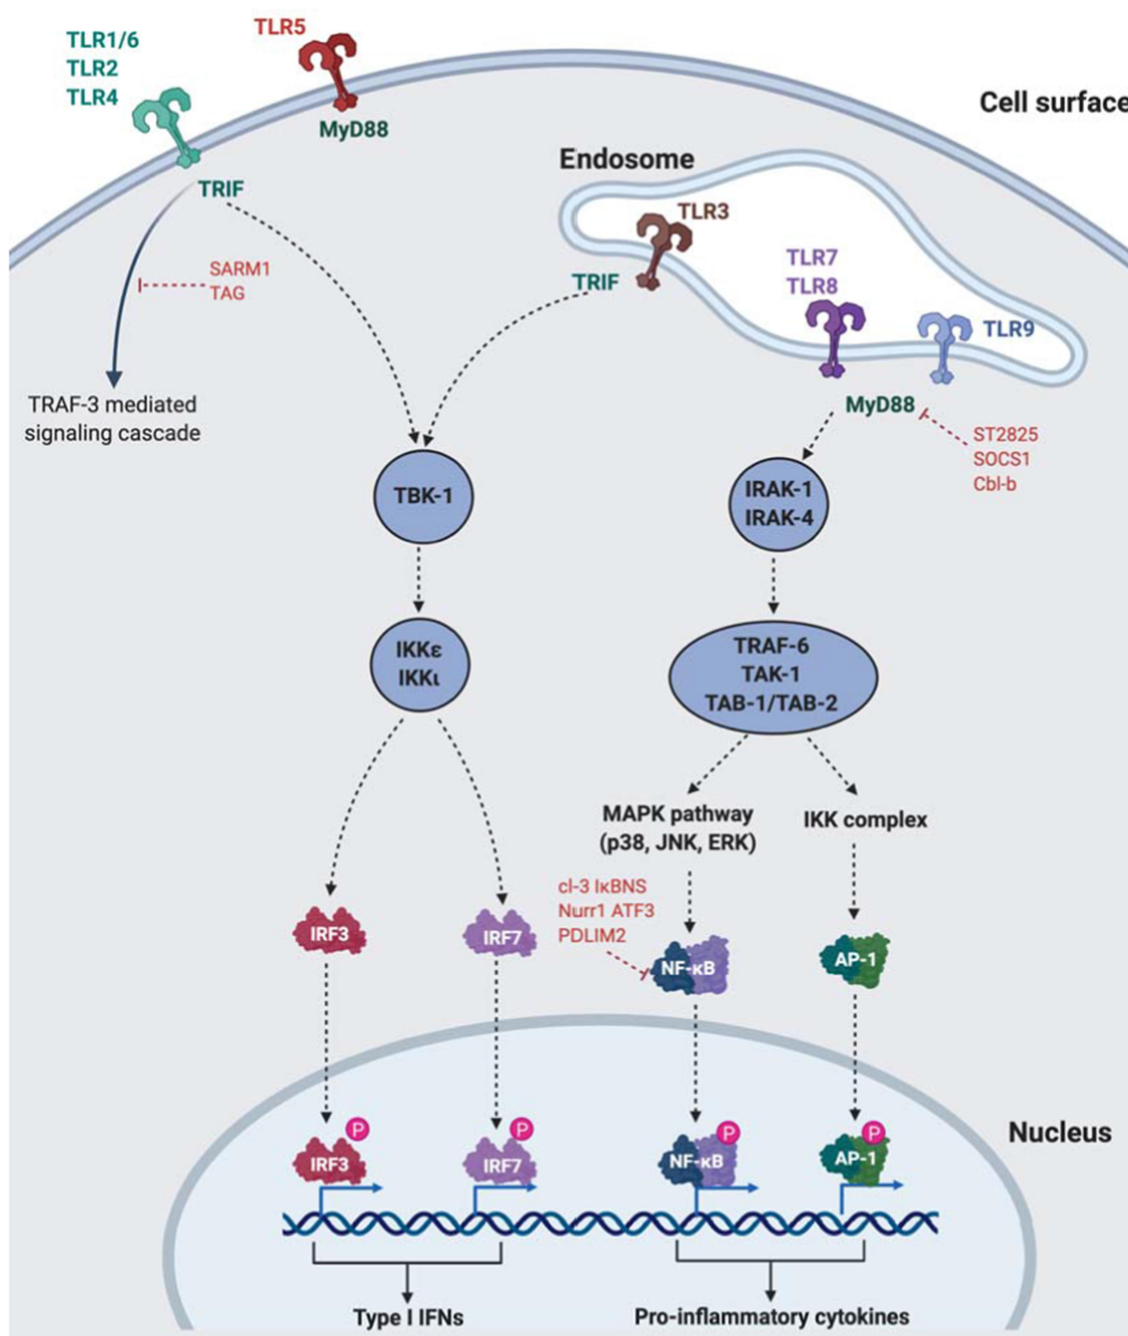 TLR1/6
TLR2
TLR4
TLR5
MyD88
Cell surface
TRIF
SARM1
TAG
TRAF-3 mediated
signaling cascade
Endosome
TLR3
TRIF
TLR7
TLR8
TLR9
MyD88
ST2825
SOCS1
Cbl-b
TBK-1
IRAK-1
IRAK-4
IKKε
IKKι
TRAF-6
TAK-1
TAB-1/TAB-2
MAPK pathway
(p38, JNK, ERK)
IKK complex
cl-3 IκBNS
Nurr1 ATF3
PDLIM2
IRF3
IRF7
NF-κB
AP-1
Nucleus
P
P
P
P
IRF3
IRF7
NF-κB
AP-1
Type I IFNs
Pro-inflammatory cytokines